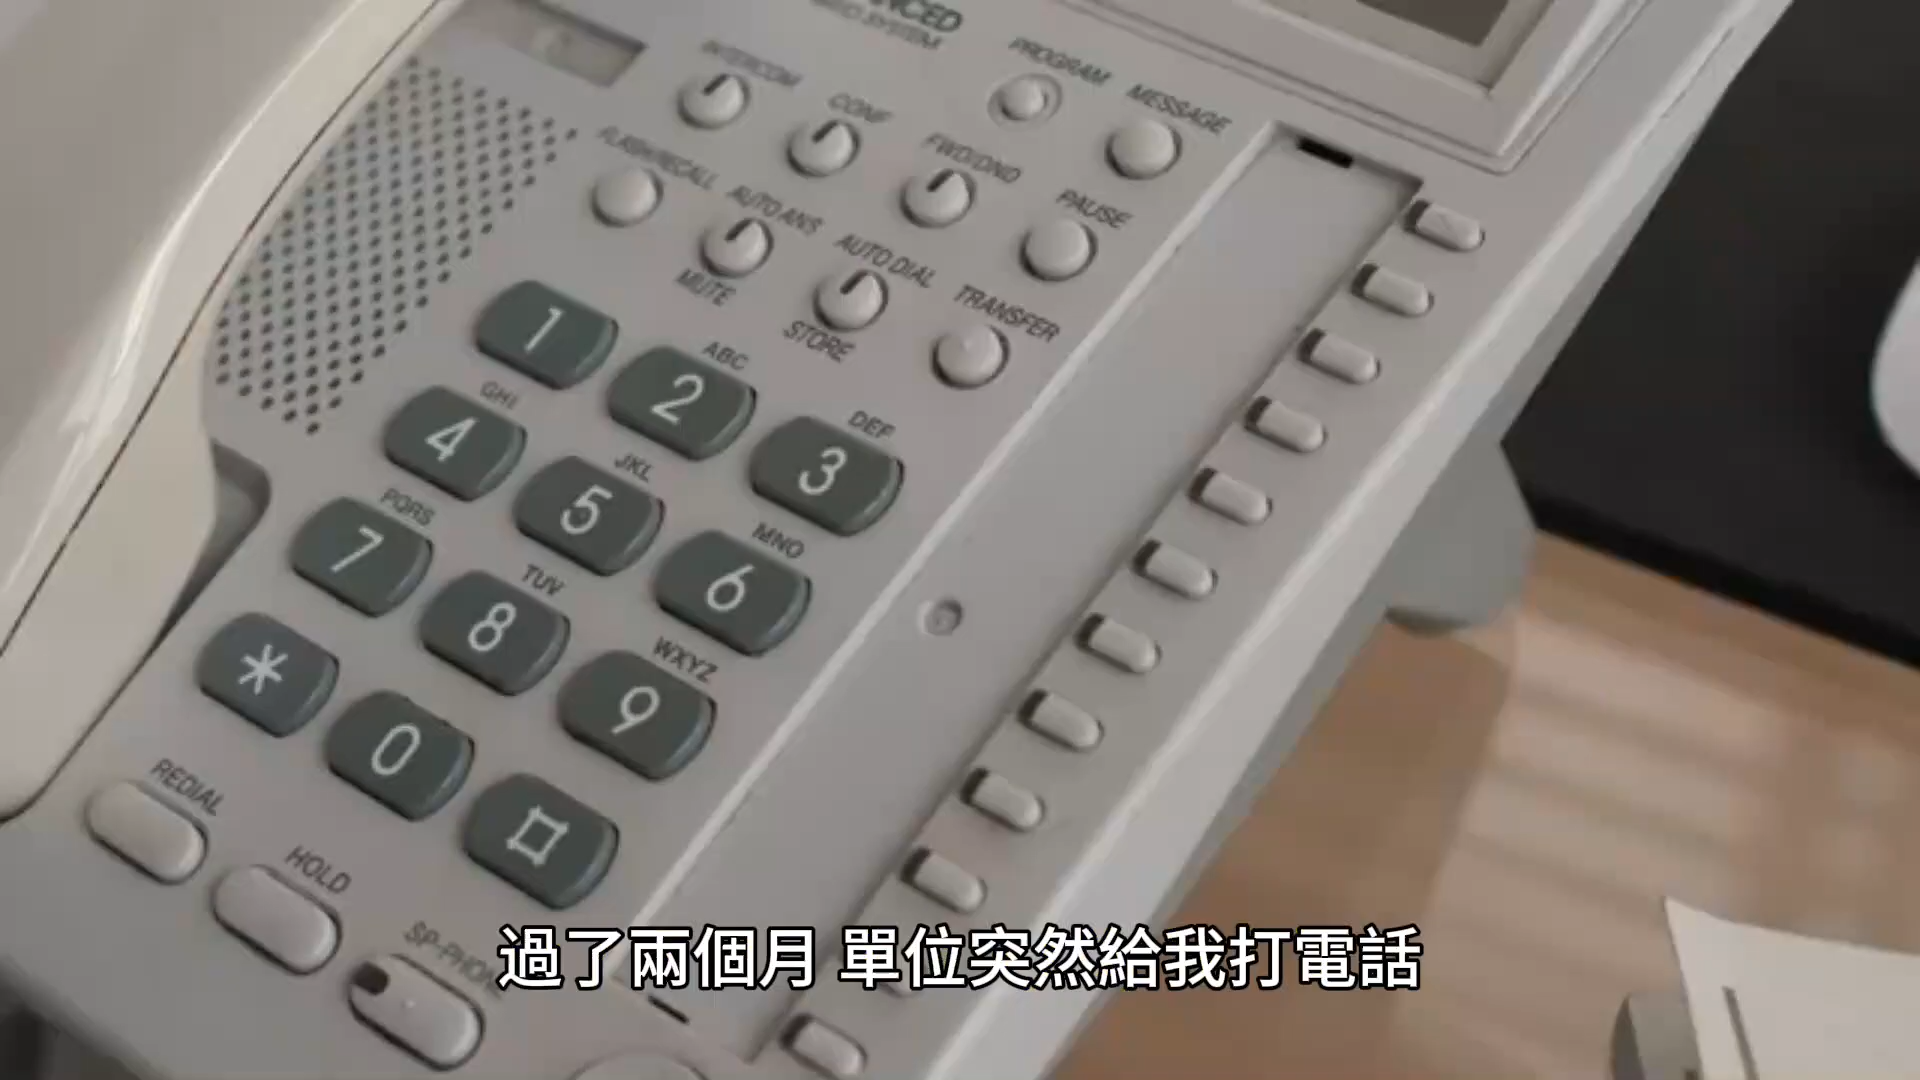 INTERCOM
CONF
PROGRAM
MESSAGE
FLASH/RECALL
AUTO ANS
FWD/DND
PAUSE
MUTE
AUTO DIAL
STORE
TRANSFER
1
ABC
2
DEF
3
GHI
4
JKL
5
MNO
6
PQRS
7
TUV
8
WXYZ
9
*
0
REDIAL
HOLD
SP-PHONE
過了兩個月 單位突然給我打電話